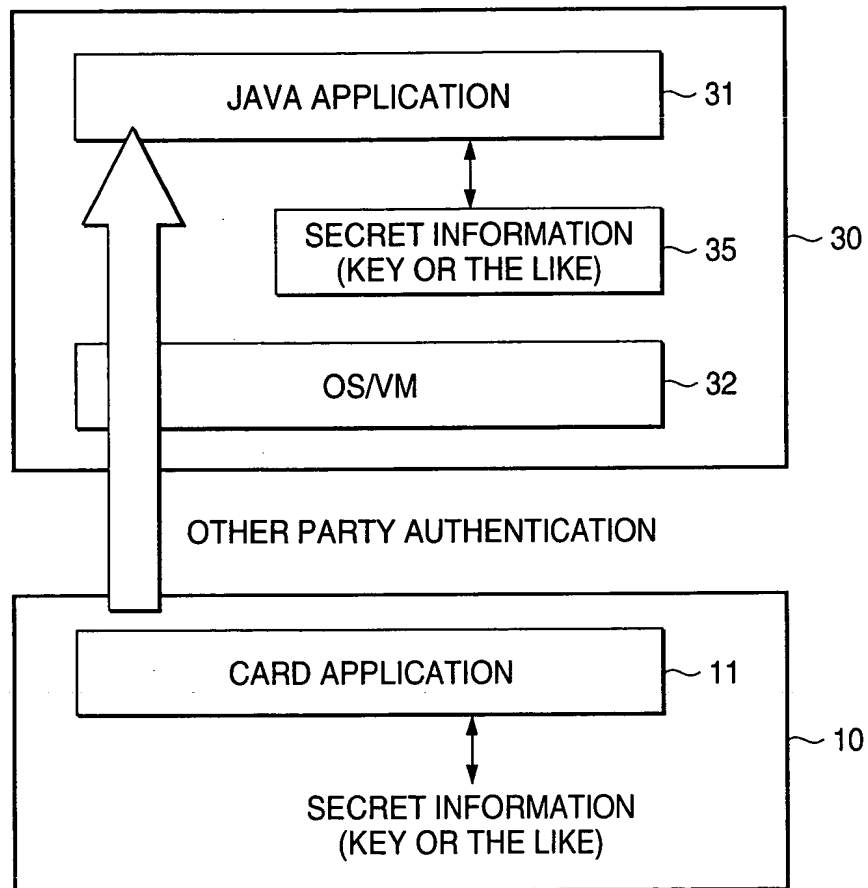 JAVA APPLICATION
31
SECRET INFORMATION
(KEY OR THE LIKE)
35
30
OS/VM
32
OTHER PARTY AUTHENTICATION
CARD APPLICATION
11
10
SECRET INFORMATION
(KEY OR THE LIKE)